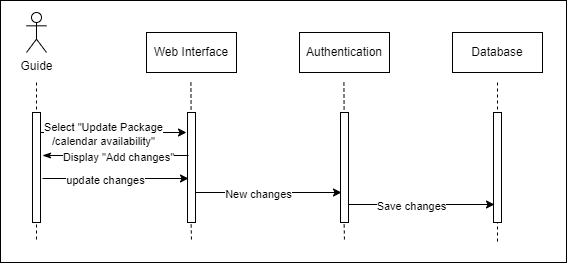 Guide
Web Interface
Authentication
Database
Select "Update Package
/calendar availability"
Display "Add changes"
update changes
New changes
Save changes